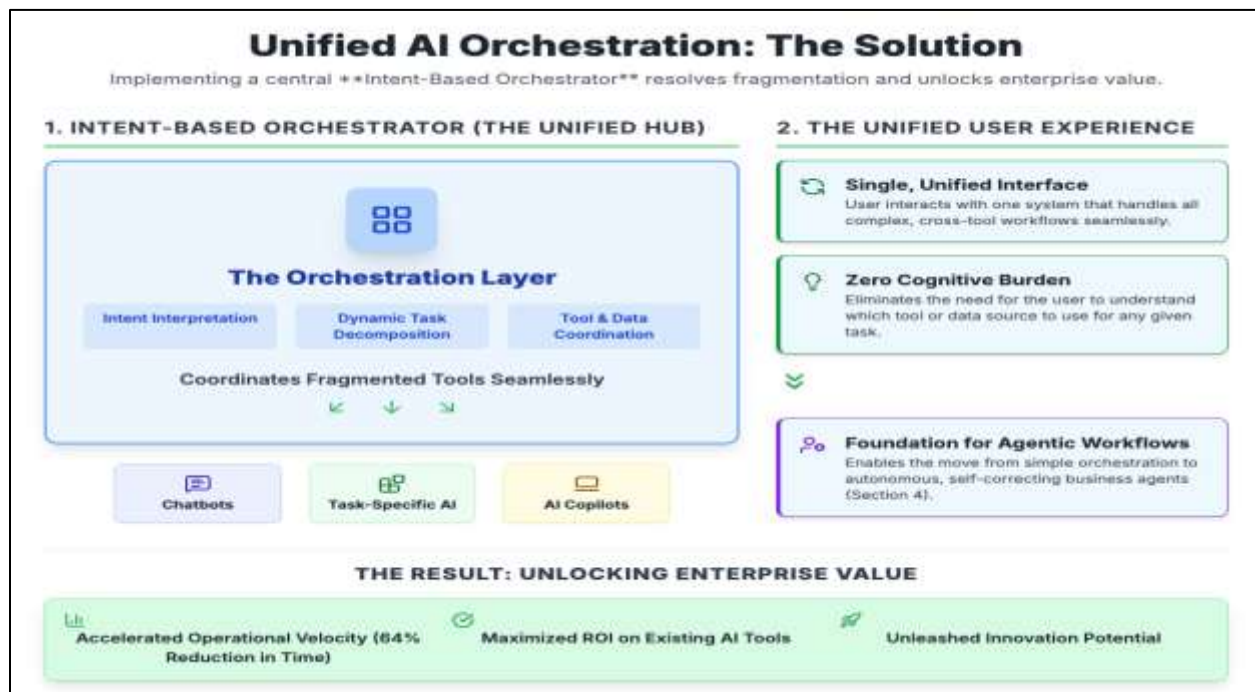 Unified AI Orchestration: The Solution
Implementing a central **Intent-Based Orchestrator** resolves fragmentation and unlocks enterprise value.
1. INTENT-BASED ORCHESTRATOR (THE UNIFIED HUB)
The Orchestration Layer
Intent Interpretation
Dynamic Task
Decomposition
Tool & Data
Coordination
Coordinates Fragmented Tools Seamlessly
Chatbots
Task-Specific AI
AI Copilots
2. THE UNIFIED USER EXPERIENCE
Single, Unified Interface
User interacts with one system that handles all
complex, cross-tool workflows seamlessly.
Zero Cognitive Burden
Eliminates the need for the user to understand
which tool or data source to use for any given
task.
Foundation for Agentic Workflows
Enables the move from simple orchestration to
autonomous, self-correcting business agents
(Section 4).
THE RESULT: UNLOCKING ENTERPRISE VALUE
Accelerated Operational Velocity (64%
Reduction in Time)
Maximized ROI on Existing AI Tools
Unleashed Innovation Potential